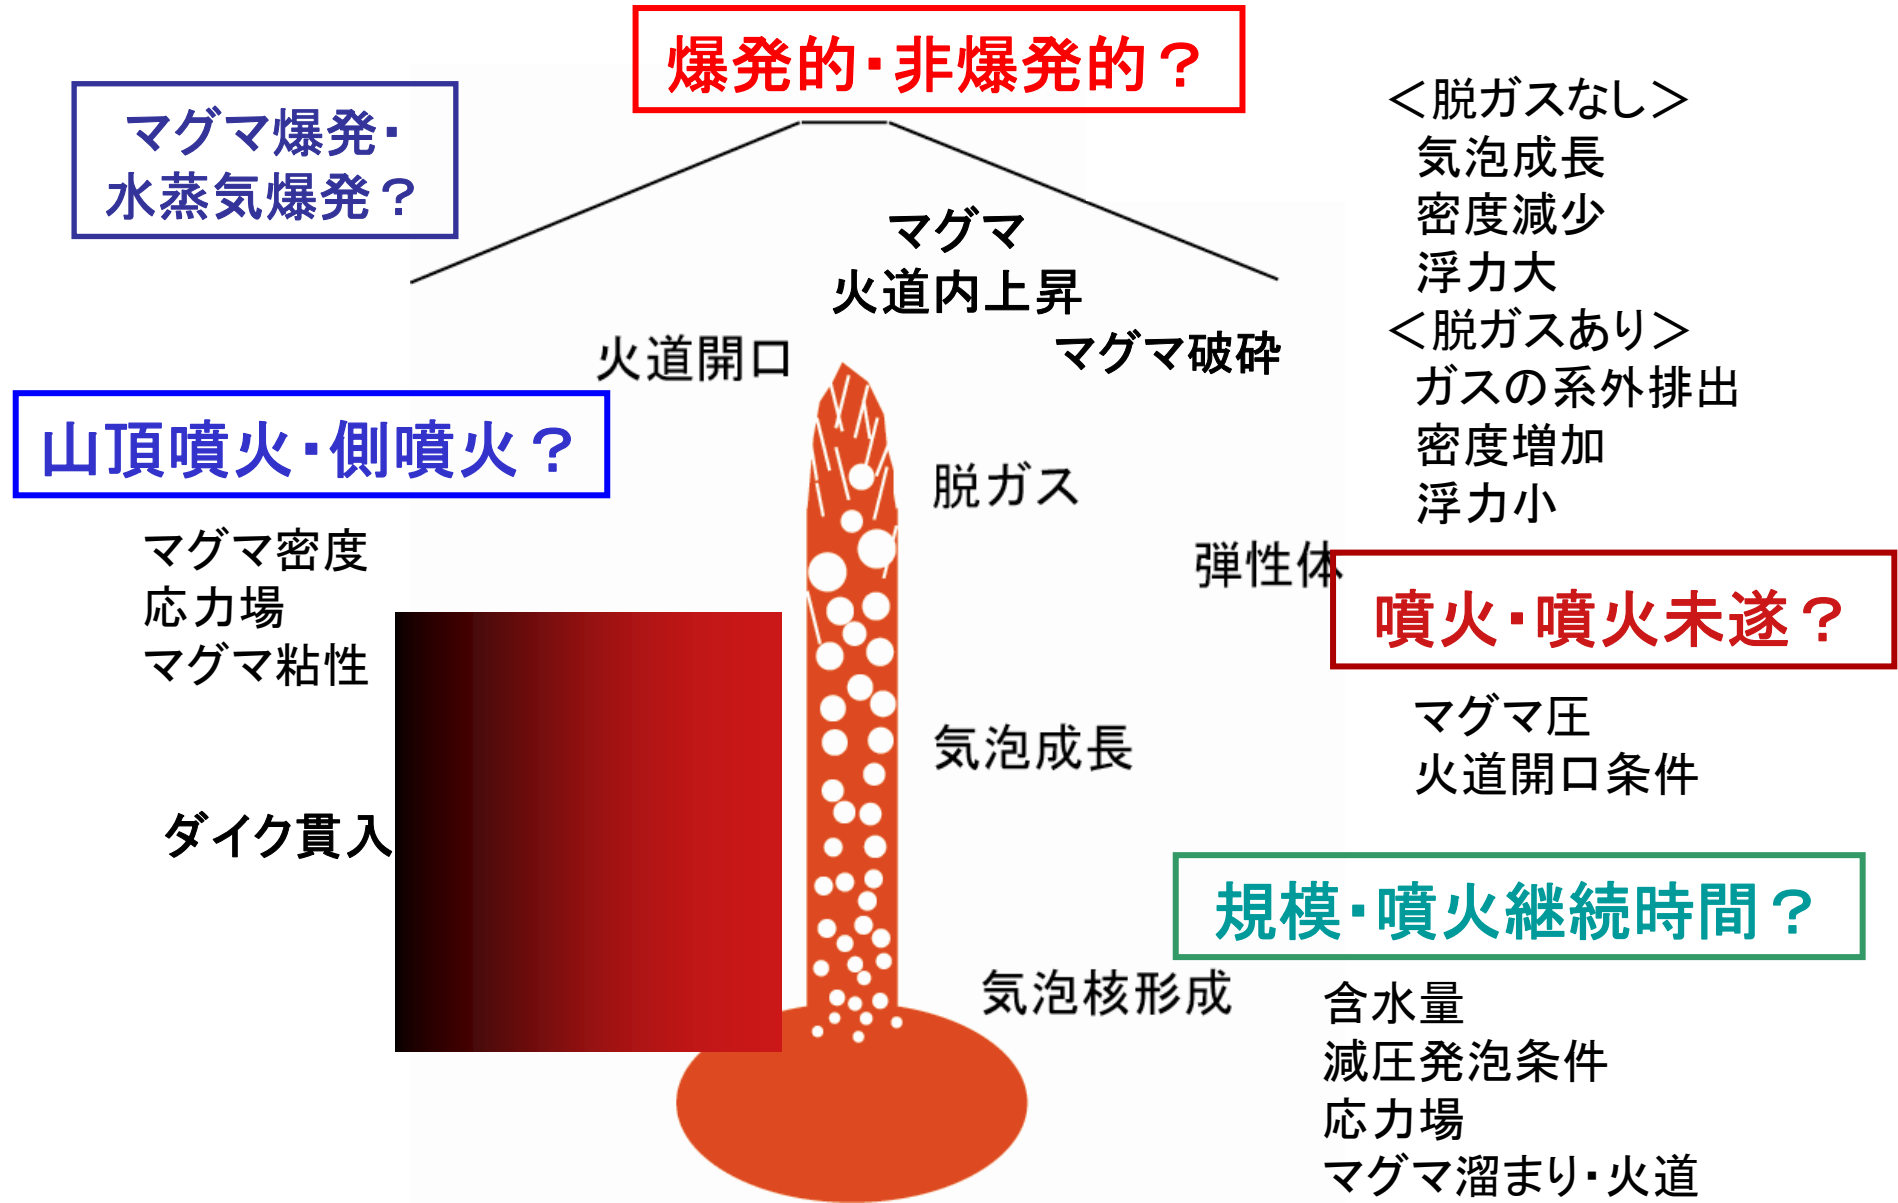 爆発的・非爆発的？
マグマ爆発・
水蒸気爆発？
＜脱ガスなし＞
気泡成長
密度減少
浮力大
＜脱ガスあり＞
ガスの系外排出
密度増加
浮力小
マグマ
火道内上昇
火道開口
マグマ破砕
山頂噴火・側噴火？
マグマ密度
応力場
マグマ粘性
脱ガス
弾性体
噴火・噴火未遂？
マグマ圧
火道開口条件
気泡成長
ダイク貫入
規模・噴火継続時間？
気泡核形成
含水量
減圧発泡条件
応力場
マグマ溜まり・火道